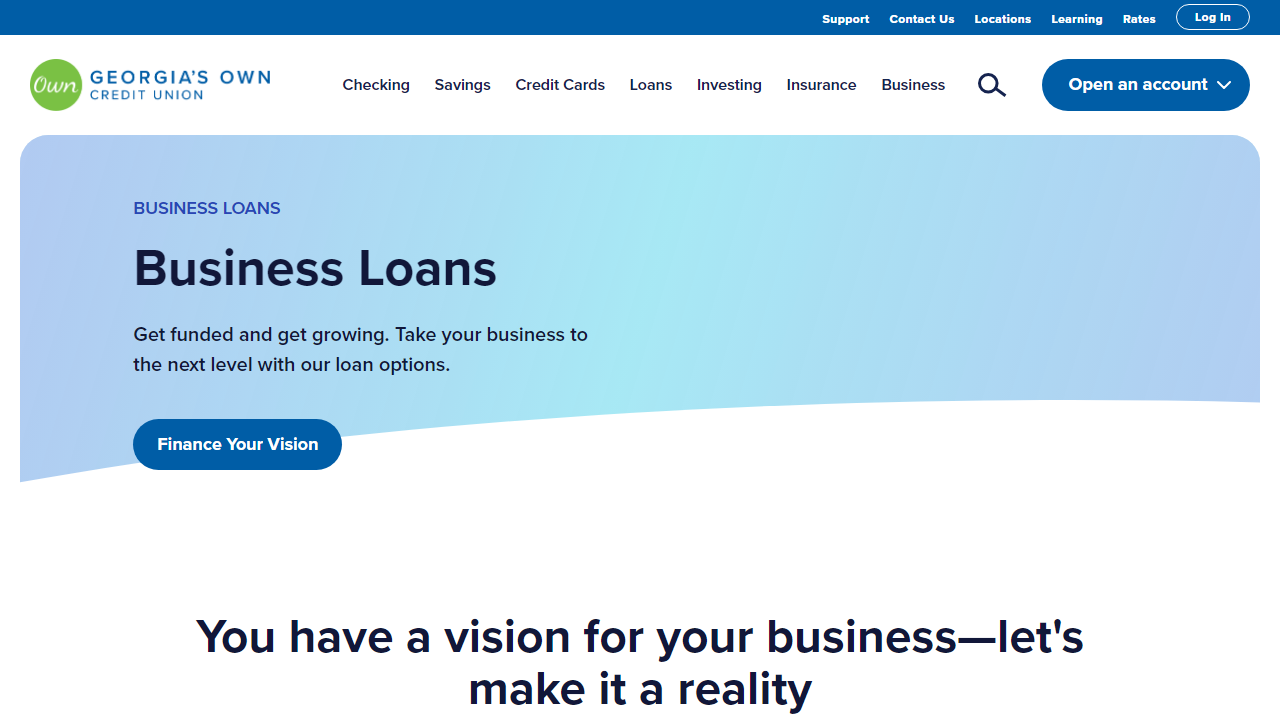 Support Contact Us Locations Learning Rates Log In
Own GEORGIA'S OWN
CREDIT UNION
Checking Savings Credit Cards Loans Investing Insurance Business Open an account
BUSINESS LOANS
Business Loans
Get funded and get growing. Take your business to
the next level with our loan options.
Finance Your Vision
You have a vision for your business—let's
make it a reality